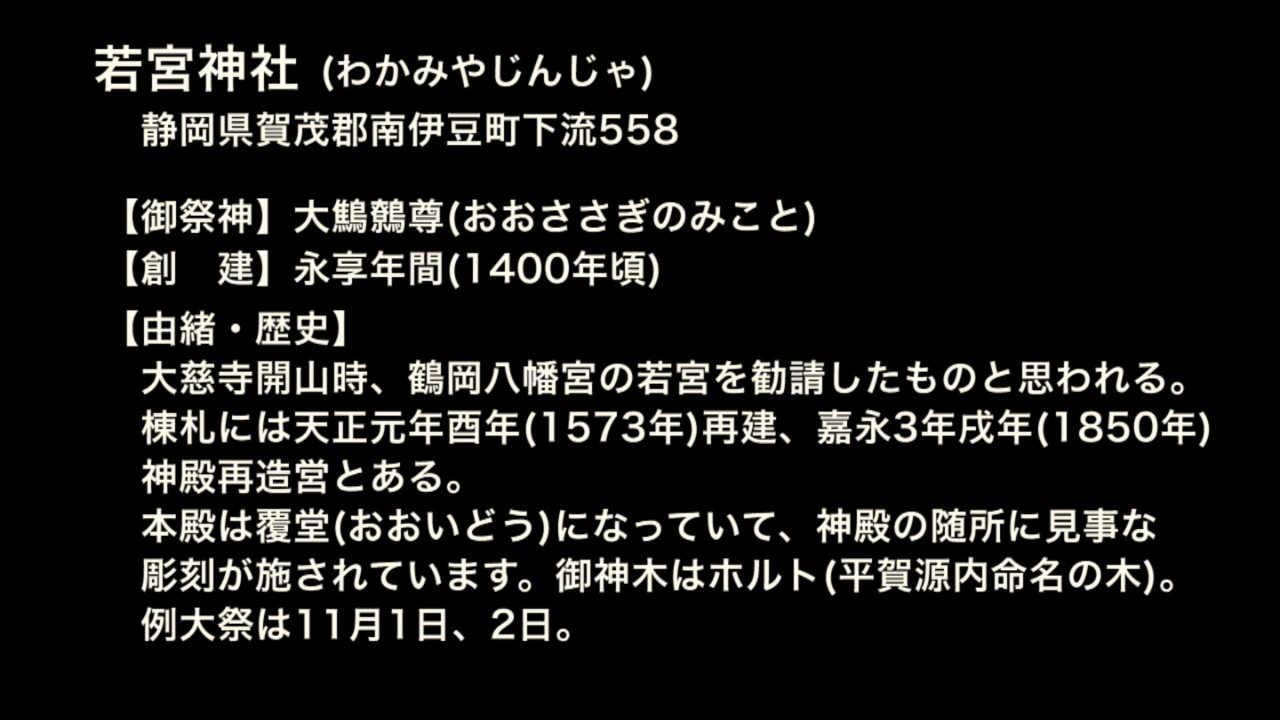 若宮神社 (わかみやじんじゃ)
静岡県賀茂郡南伊豆町下流558
【御祭神】大鷦鷯尊(おおささぎのみこと)
【創　建】永享年間(1400年頃)
【由緒・歴史】
大慈寺開山時、鶴岡八幡宮の若宮を勧請したものと思われる。
棟札には天正元年酉年(1573年)再建、嘉永3年戌年(1850年)
神殿再造営とある。
本殿は覆堂(おおいどう)になっていて、神殿の随所に見事な
彫刻が施されています。御神木はホルト(平賀源内命名の木)。
例大祭は11月1日、2日。